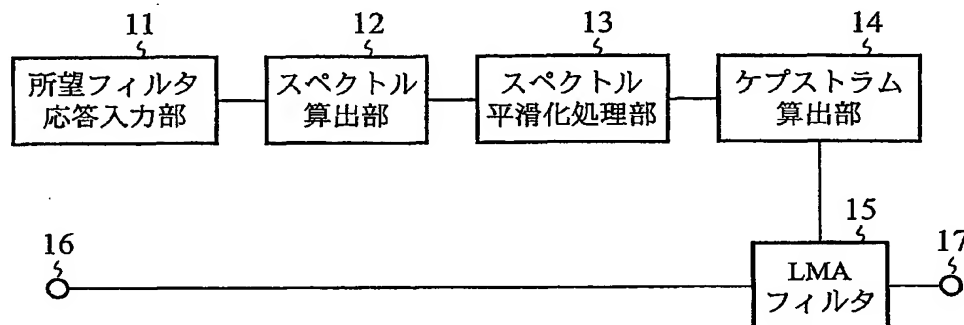 11
12
13
14
所望フィルタ
応答入力部
スペクトル
算出部
スペクトル
平滑化処理部
ケプストラム
算出部
16
15
17
LMA
フィルタ